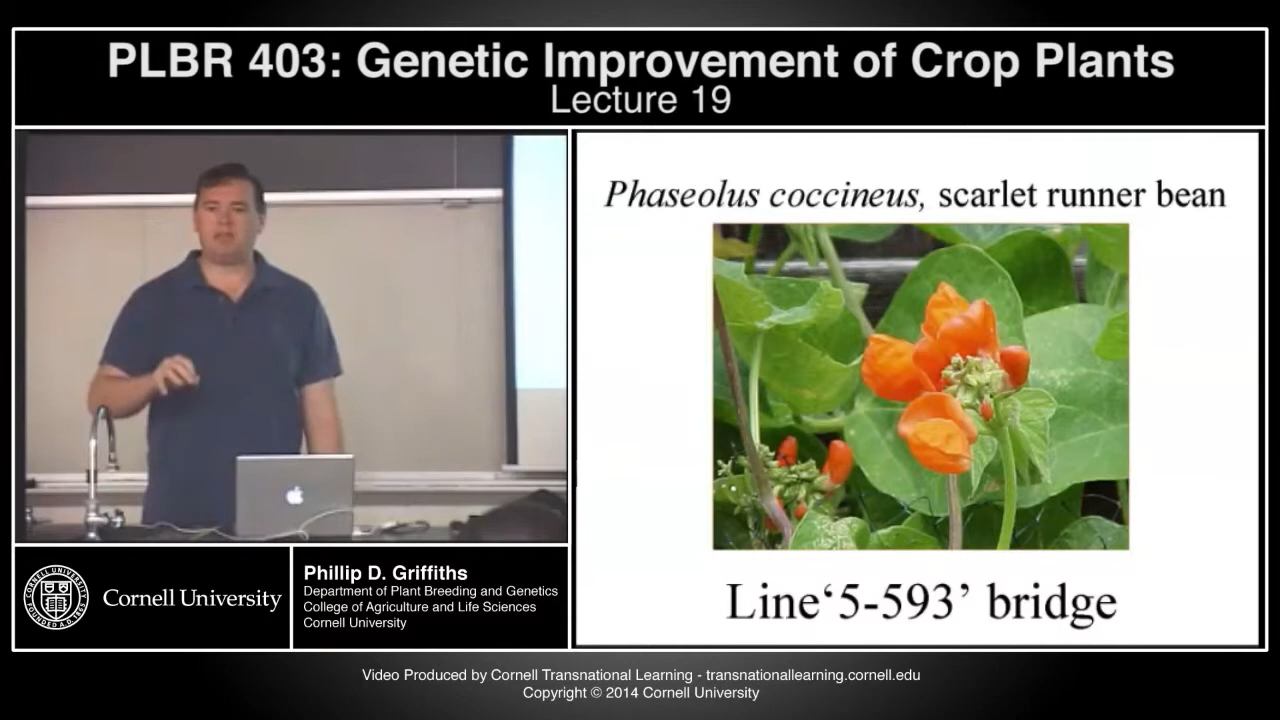 PLBR 403: Genetic Improvement of Crop Plants
Lecture 19
Phaseolus coccineus, scarlet runner bean
Line‘5-593’ bridge
Cornell University
Phillip D. Griffiths
Department of Plant Breeding and Genetics
College of Agriculture and Life Sciences
Cornell University
Video Produced by Cornell Transnational Learning - transnationallearning.cornell.edu
Copyright © 2014 Cornell University